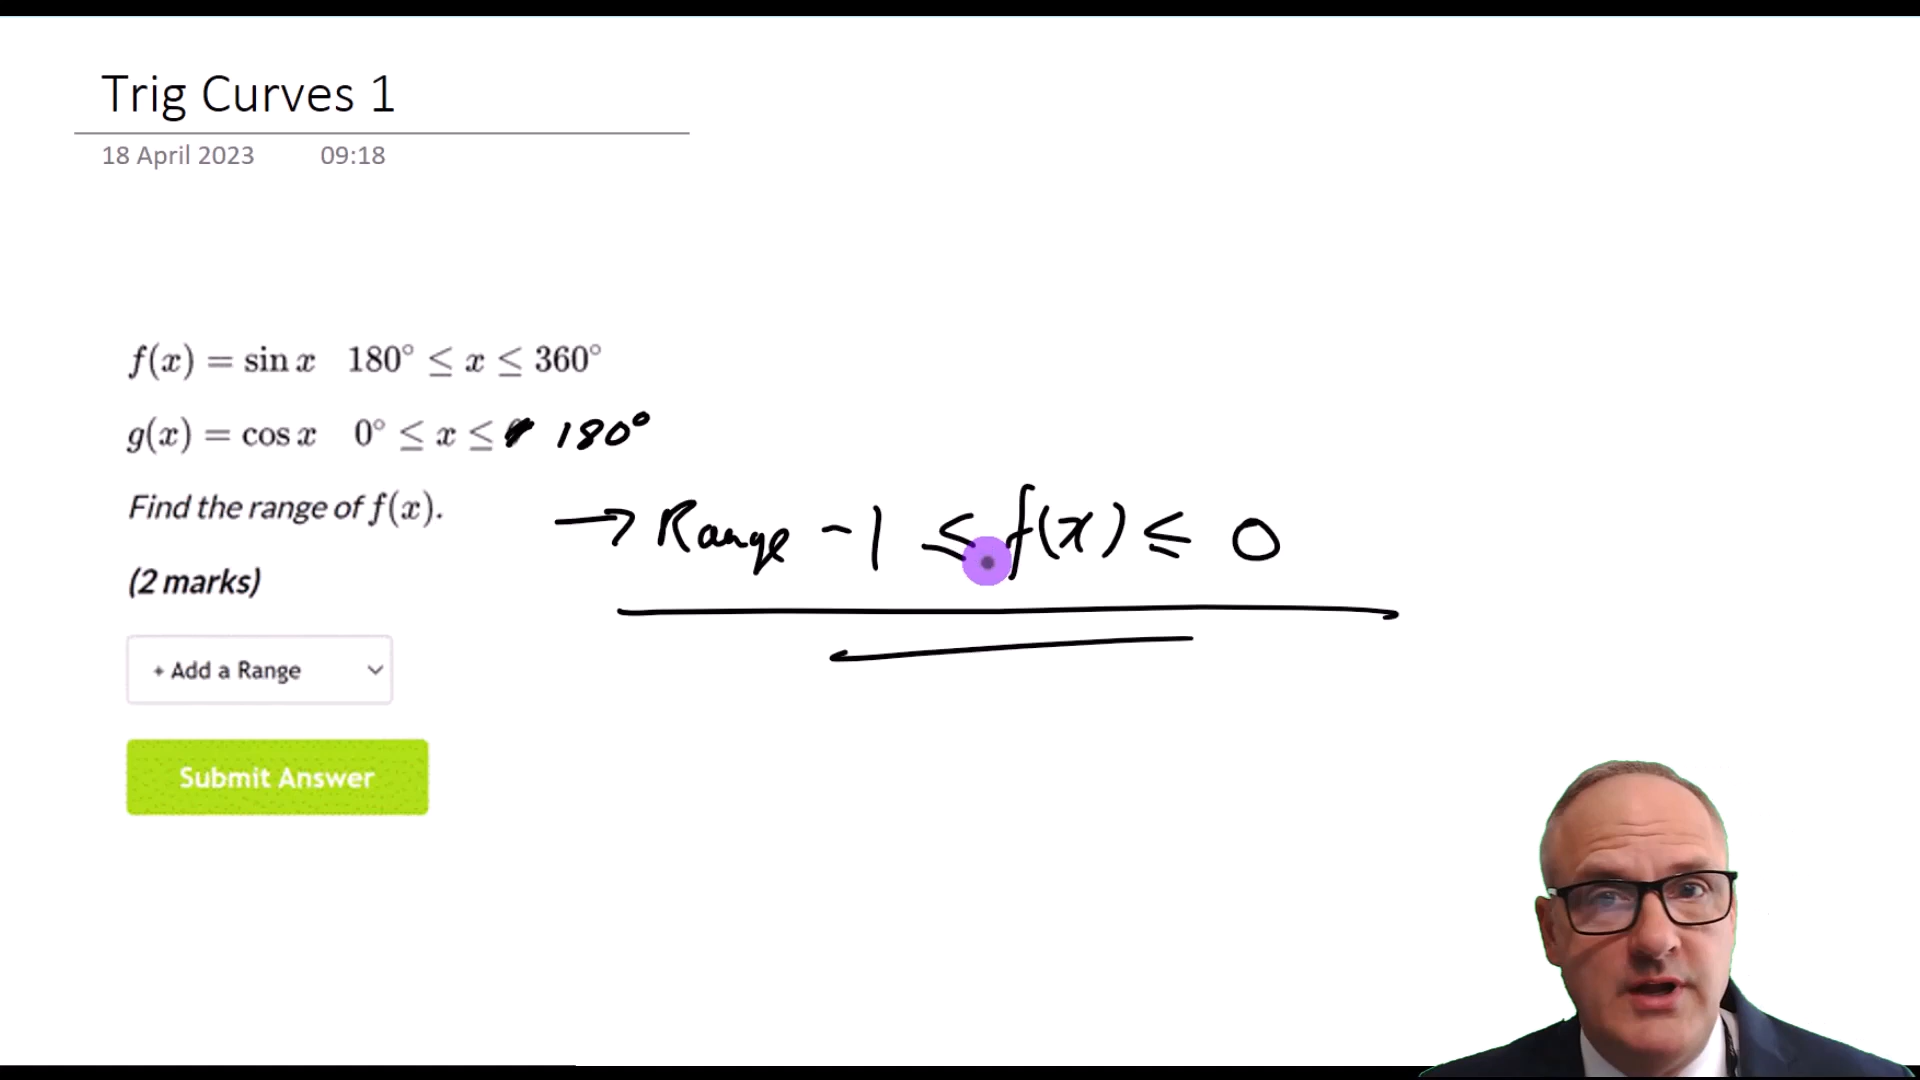 Trig Curves 1
18 April 2023 09:18
f(x) = sin x 180° ≤ x ≤ 360°
g(x) = cos x 0° ≤ x ≤ 180°
Find the range of f(x).
→ Range -1 ≤ f(x) ≤ 0
(2 marks)
+ Add a Range
Submit Answer